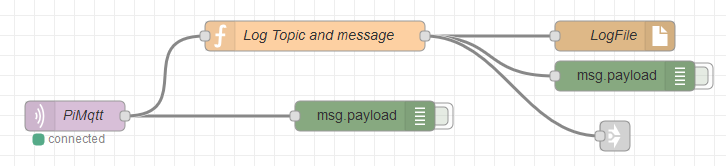 Log Topic and message
LogFile
msg.payload
PiMqtt
msg.payload
connected